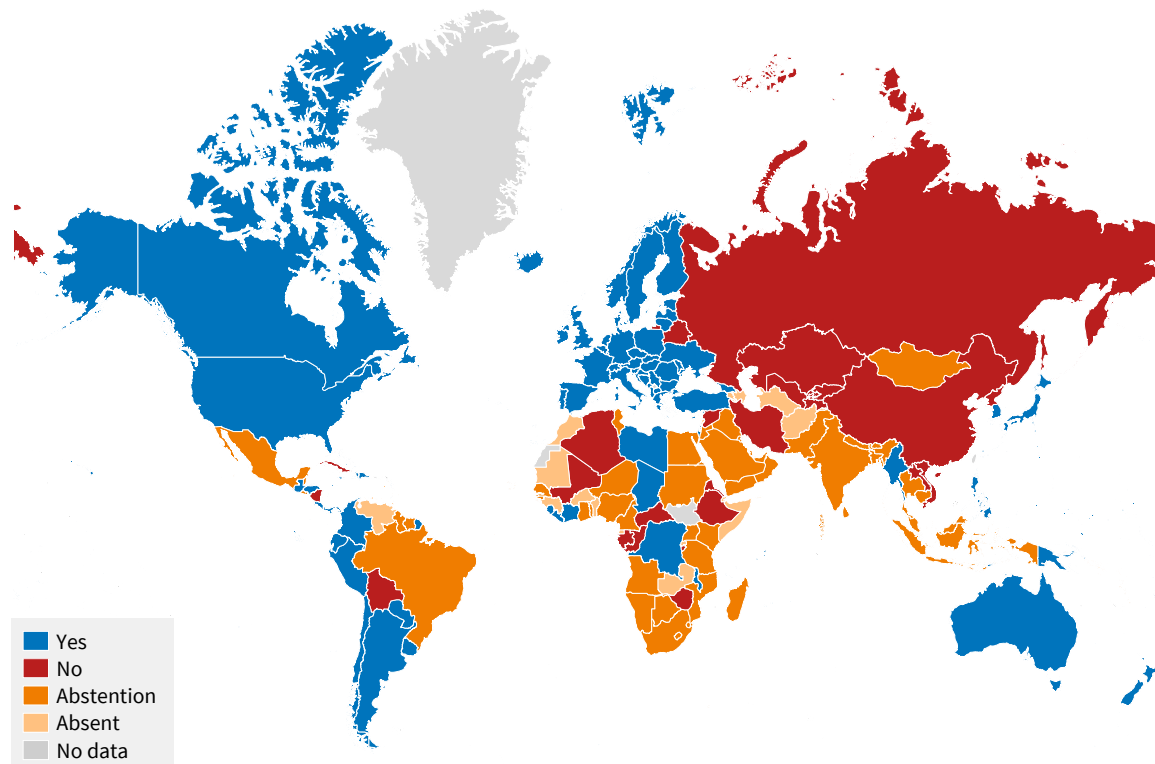 Yes
No
Abstention
Absent
No data